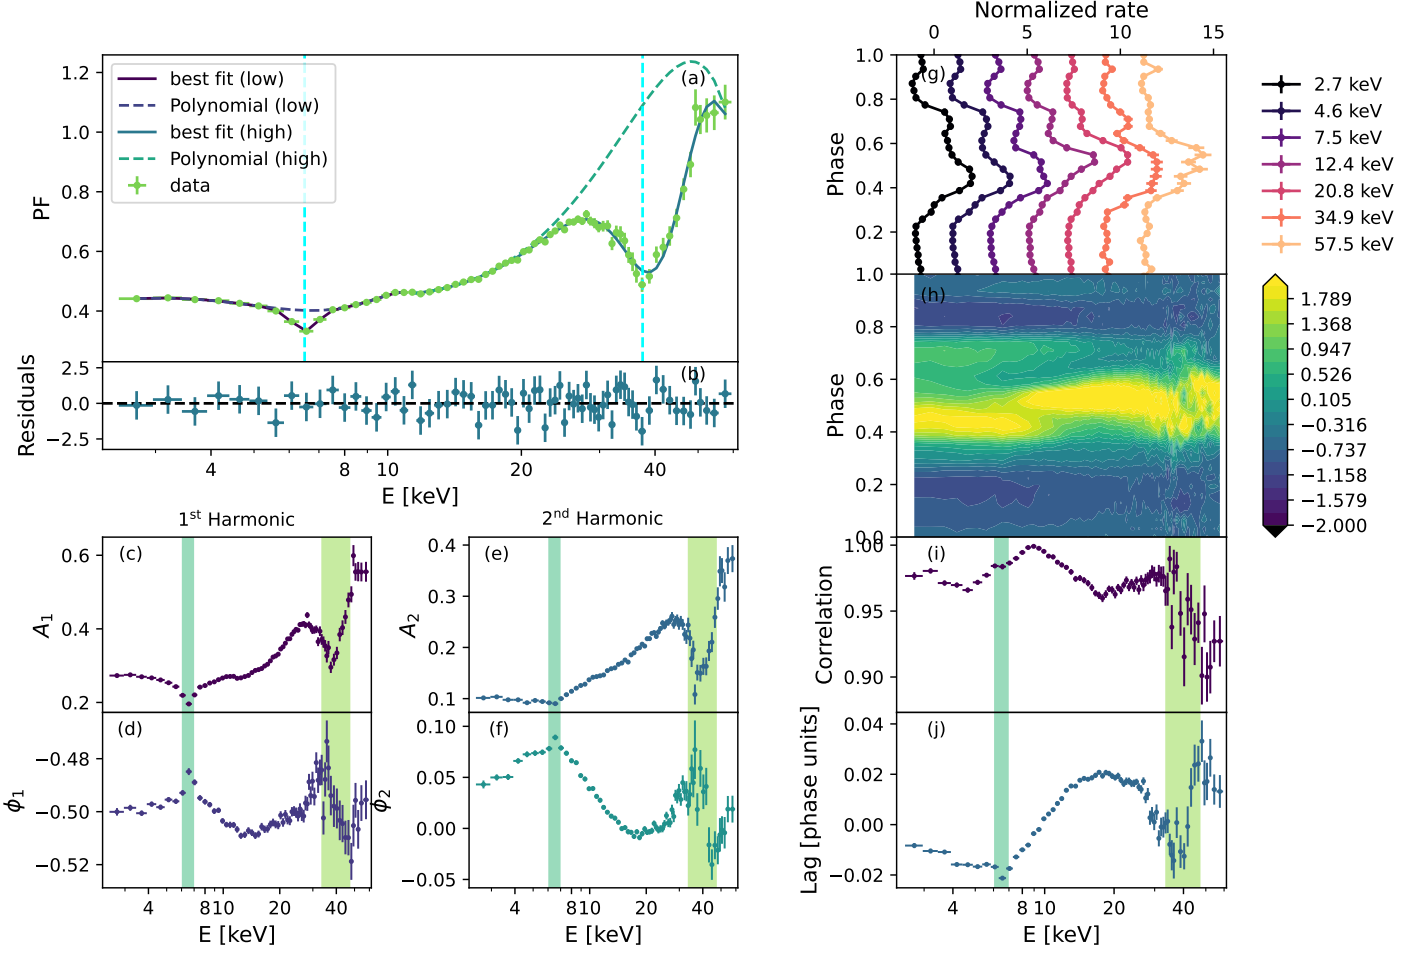 Normalized rate
0 5 10 15
best fit (low)
Polynomial (low)
best fit (high)
Polynomial (high)
data
(a)
PF
1.2
1.0
0.8
0.6
0.4
(b)
Residuals
2.5
0.0
−2.5
4 8 10 20 40
E [keV]
(g)
Phase
1.0
0.8
0.6
0.4
0.2
1.0
2.7 keV
4.6 keV
7.5 keV
12.4 keV
20.8 keV
34.9 keV
57.5 keV
(h)
Phase
0.8
0.6
0.4
0.2
0.0
1.789
1.368
0.947
0.526
0.105
−0.316
−0.737
−1.158
−1.579
−2.000
1st Harmonic
(c)
A1
0.6
0.4
0.2
(d)
ϕ1
−0.48
−0.50
−0.52
4 8 10 20 40
E [keV]
2nd Harmonic
(e)
A2
0.4
0.3
0.2
0.1
(f)
ϕ2
0.10
0.05
0.00
−0.05
4 8 10 20 40
E [keV]
(i)
Correlation
1.00
0.95
0.90
(j)
Lag [phase units]
0.04
0.02
0.00
−0.02
4 8 10 20 40
E [keV]